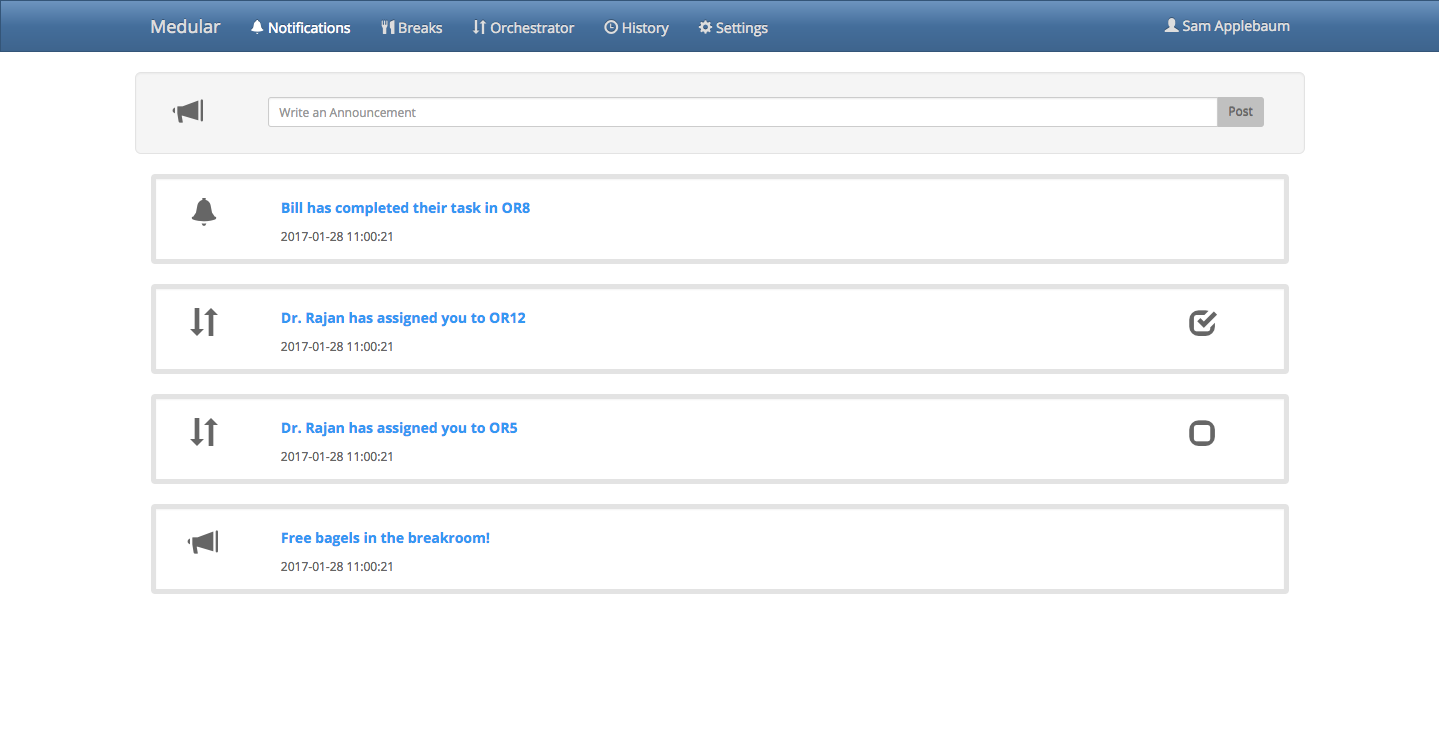 Medular Notifications Breaks Orchestrator History Settings Sam Applebaum
Write an Announcement Post
Bill has completed their task in OR8
2017-01-28 11:00:21
Dr. Rajan has assigned you to OR12
2017-01-28 11:00:21
Dr. Rajan has assigned you to OR5
2017-01-28 11:00:21
Free bagels in the breakroom!
2017-01-28 11:00:21